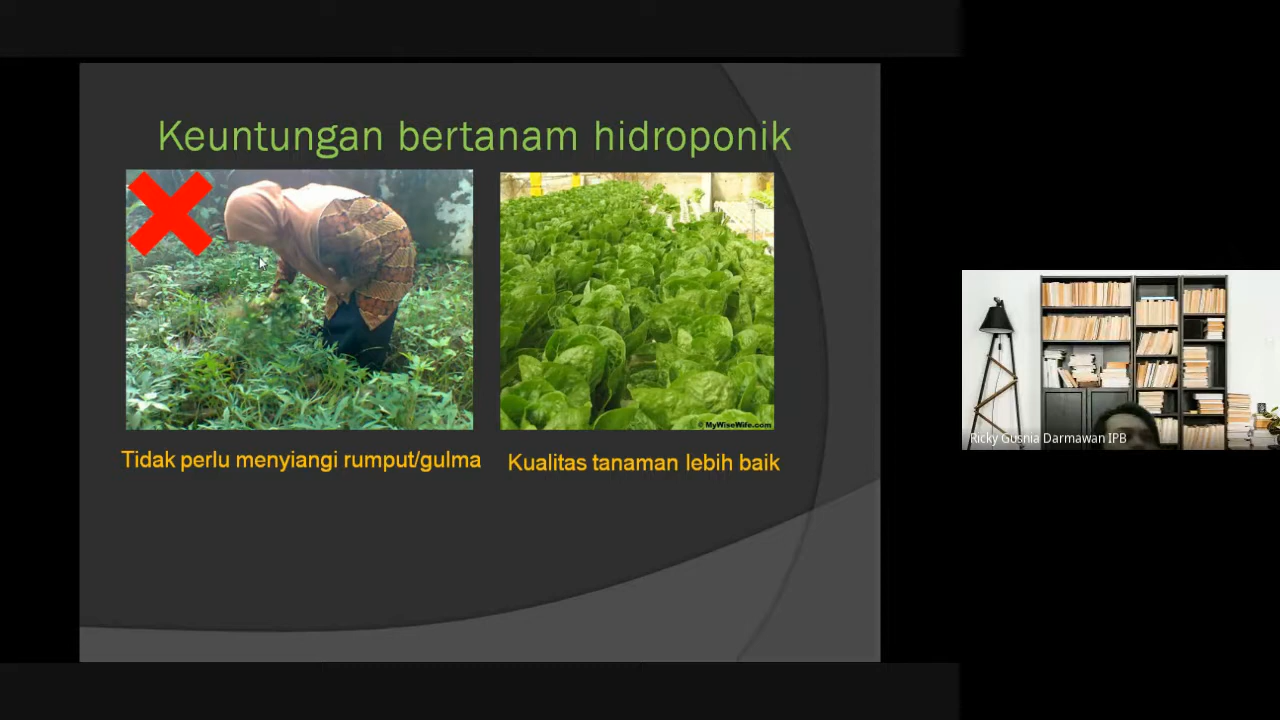 Keuntungan bertanam hidroponik
© MyWiseWife.com
Tidak perlu menyiangi rumput/gulma
Kualitas tanaman lebih baik
Ricky Gusnia Darmawan IPB